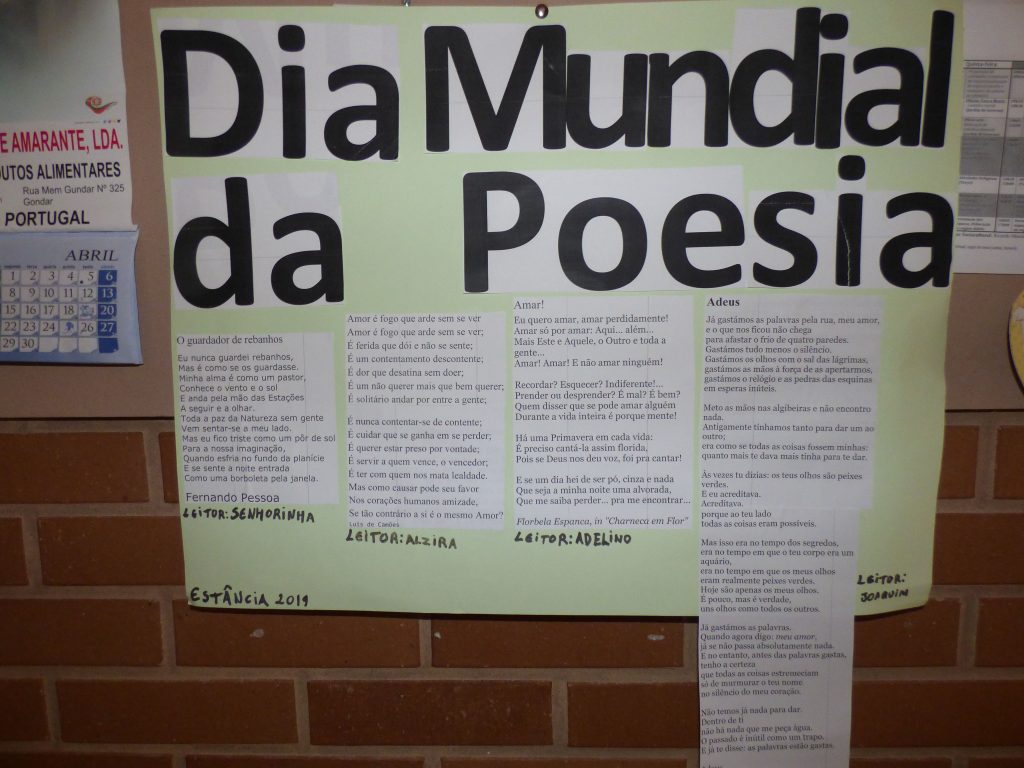 Dia Mundial
da Poesia
E AMARANTE, LDA.
UTOS ALIMENTARES
Rua Mem Gundar Nº 325
Gondar
PORTUGAL
ABRIL
1 2 3 4 5 6
8 9 10 11 12 13
15 16 17 18 20
22 23 24 26 27
29 30
O guardador de rebanhos
Eu nunca guardei rebanhos,
Mas é como se os guardasse.
Minha alma é como um pastor,
Conhece o vento e o sol
E anda pela mão das Estações
A seguir e a olhar.
Toda a paz da Natureza sem gente
Vem sentar-se a meu lado.
Mas eu fico triste como um pôr de sol
Para a nossa imaginação,
Quando esfria no fundo da planície
E se sente a noite entrada
Como uma borboleta pela janela.
Fernando Pessoa
LEITOR: SENHORINHA
Amor é fogo que arde sem se ver
Amor é fogo que arde sem se ver;
É ferida que dói e não se sente;
É um contentamento descontente;
É dor que desatina sem doer;
É um não querer mais que bem querer;
É solitário andar por entre a gente;
É nunca contentar-se de contente;
É cuidar que se ganha em se perder;
É querer estar preso por vontade;
É servir a quem vence, o vencedor;
É ter com quem nos mata lealdade.
Mas como causar pode seu favor
Nos corações humanos amizade,
Se tão contrário a si é o mesmo Amor?
Luís de Camões
LEITOR: ALZIRA
Amar!
Eu quero amar, amar perdidamente!
Amar só por amar: Aqui... além...
Mais Este e Aquele, o Outro e toda a
gente...
Amar! Amar! E não amar ninguém!
Recordar? Esquecer? Indiferente!...
Prender ou desprender? É mal? É bem?
Quem disser que se pode amar alguém
Durante a vida inteira é porque mente!
Há uma Primavera em cada vida:
É preciso cantá-la assim florida,
Pois se Deus nos deu voz, foi pra cantar!
E se um dia hei de ser pó, cinza e nada
Que seja a minha noite uma alvorada,
Que me saiba perder... pra me encontrar...
Florbela Espanca, in "Charneca em Flor"
LEITOR: ADELINO
Adeus
Já gastámos as palavras pela rua, meu amor,
e o que nos ficou não chega
para afastar o frio de quatro paredes.
Gastámos tudo menos o silêncio.
Gastámos os olhos com o sal das lágrimas,
gastámos as mãos à força de as apertarmos,
gastámos o relógio e as pedras das esquinas
em esperas inúteis.
Meto as mãos nas algibeiras e não encontro
nada.
Antigamente tínhamos tanto para dar um ao
outro;
era como se todas as coisas fossem minhas:
quanto mais te dava mais tinha para te dar.
Às vezes tu dizias: os teus olhos são peixes
verdes.
E eu acreditava.
Acreditava,
porque ao teu lado
todas as coisas eram possíveis.
Mas isso era no tempo dos segredos,
era no tempo em que o teu corpo era um
aquário,
era no tempo em que os meus olhos
eram realmente peixes verdes.
Hoje são apenas os meus olhos.
É pouco, mas é verdade,
uns olhos como todos os outros.
Já gastámos as palavras.
Quando agora digo: meu amor,
já se não passa absolutamente nada.
E no entanto, antes das palavras gastas,
tenho a certeza
que todas as coisas estremeciam
só de murmurar o teu nome
no silêncio do meu coração.
Não temos já nada para dar.
Dentro de ti
não há nada que me peça água.
O passado é inútil como um trapo.
E já te disse: as palavras estão gastas.
LEITOR:
JOAQUIM
ESTÂNCIA 2019